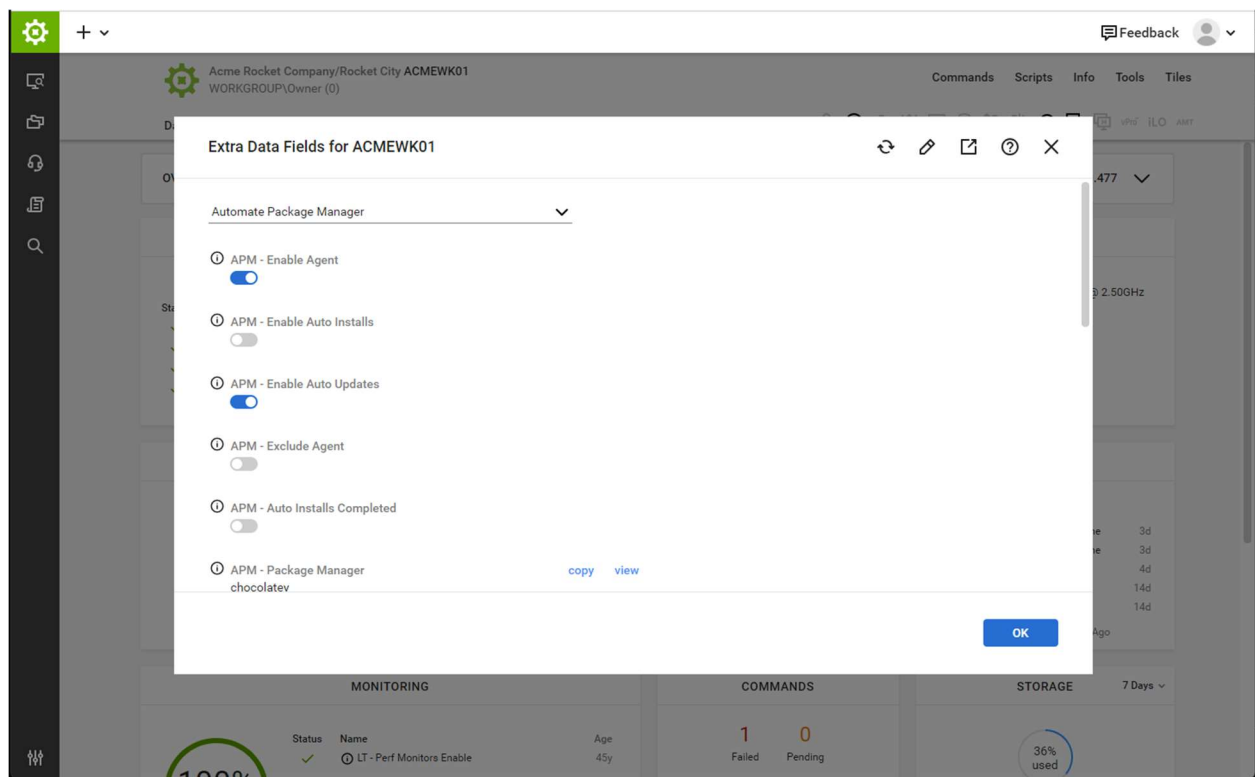 Feedback
Acme Rocket Company/Rocket City ACMEWK01
WORKGROUP\Owner (0)
Commands Scripts Info Tools Tiles
vPro iLO AMT
Extra Data Fields for ACMEWK01
.477
Automate Package Manager
APM - Enable Agent
@ 2.50GHz
APM - Enable Auto Installs
APM - Enable Auto Updates
APM - Exclude Agent
APM - Auto Installs Completed
3d
3d
APM - Package Manager copy view
4d
chocolatey
14d
14d
OK
Ago
MONITORING COMMANDS STORAGE 7 Days
Status Name Age 1 0
LT - Perf Monitors Enable 45y Failed Pending 36%
used
100%